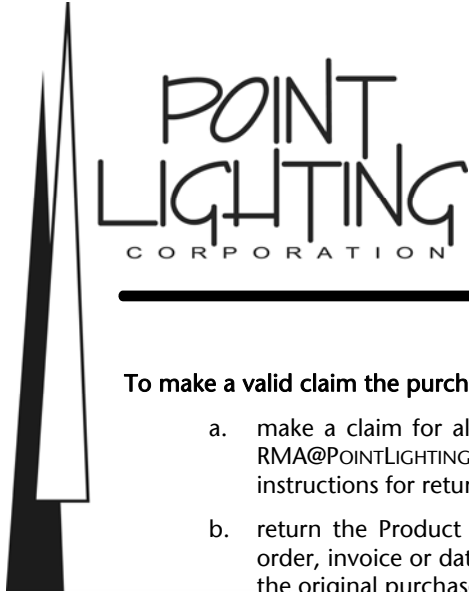 POINT
LIGHTING
CORPORATION
To make a valid claim the purch
a. make a claim for al
RMA@POINTLIGHTING
instructions for retur
b. return the Product
order, invoice or dat
the original purchase